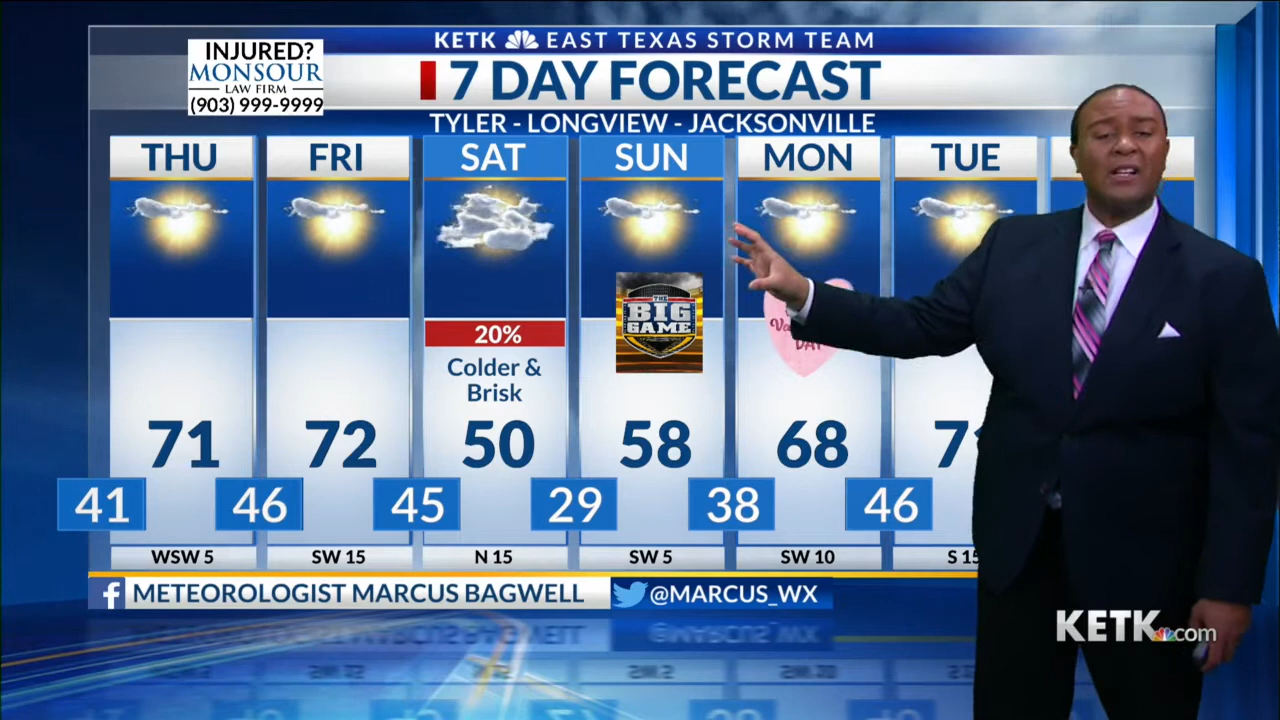 INJURED?
MONSOUR
LAW FIRM
(903) 999-9999
KETK EAST TEXAS STORM TEAM
7 DAY FORECAST
TYLER - LONGVIEW - JACKSONVILLE
THU FRI SAT SUN MON TUE
THE
BIG
GAME
DAY
20%
Colder &
Brisk
71 72 50 58 68
41 46 45 29 38 46
WSW 5 SW 15 N 15 SW 5 SW 10 S 15
f METEOROLOGIST MARCUS BAGWELL @MARCUS_WX
KETK.com